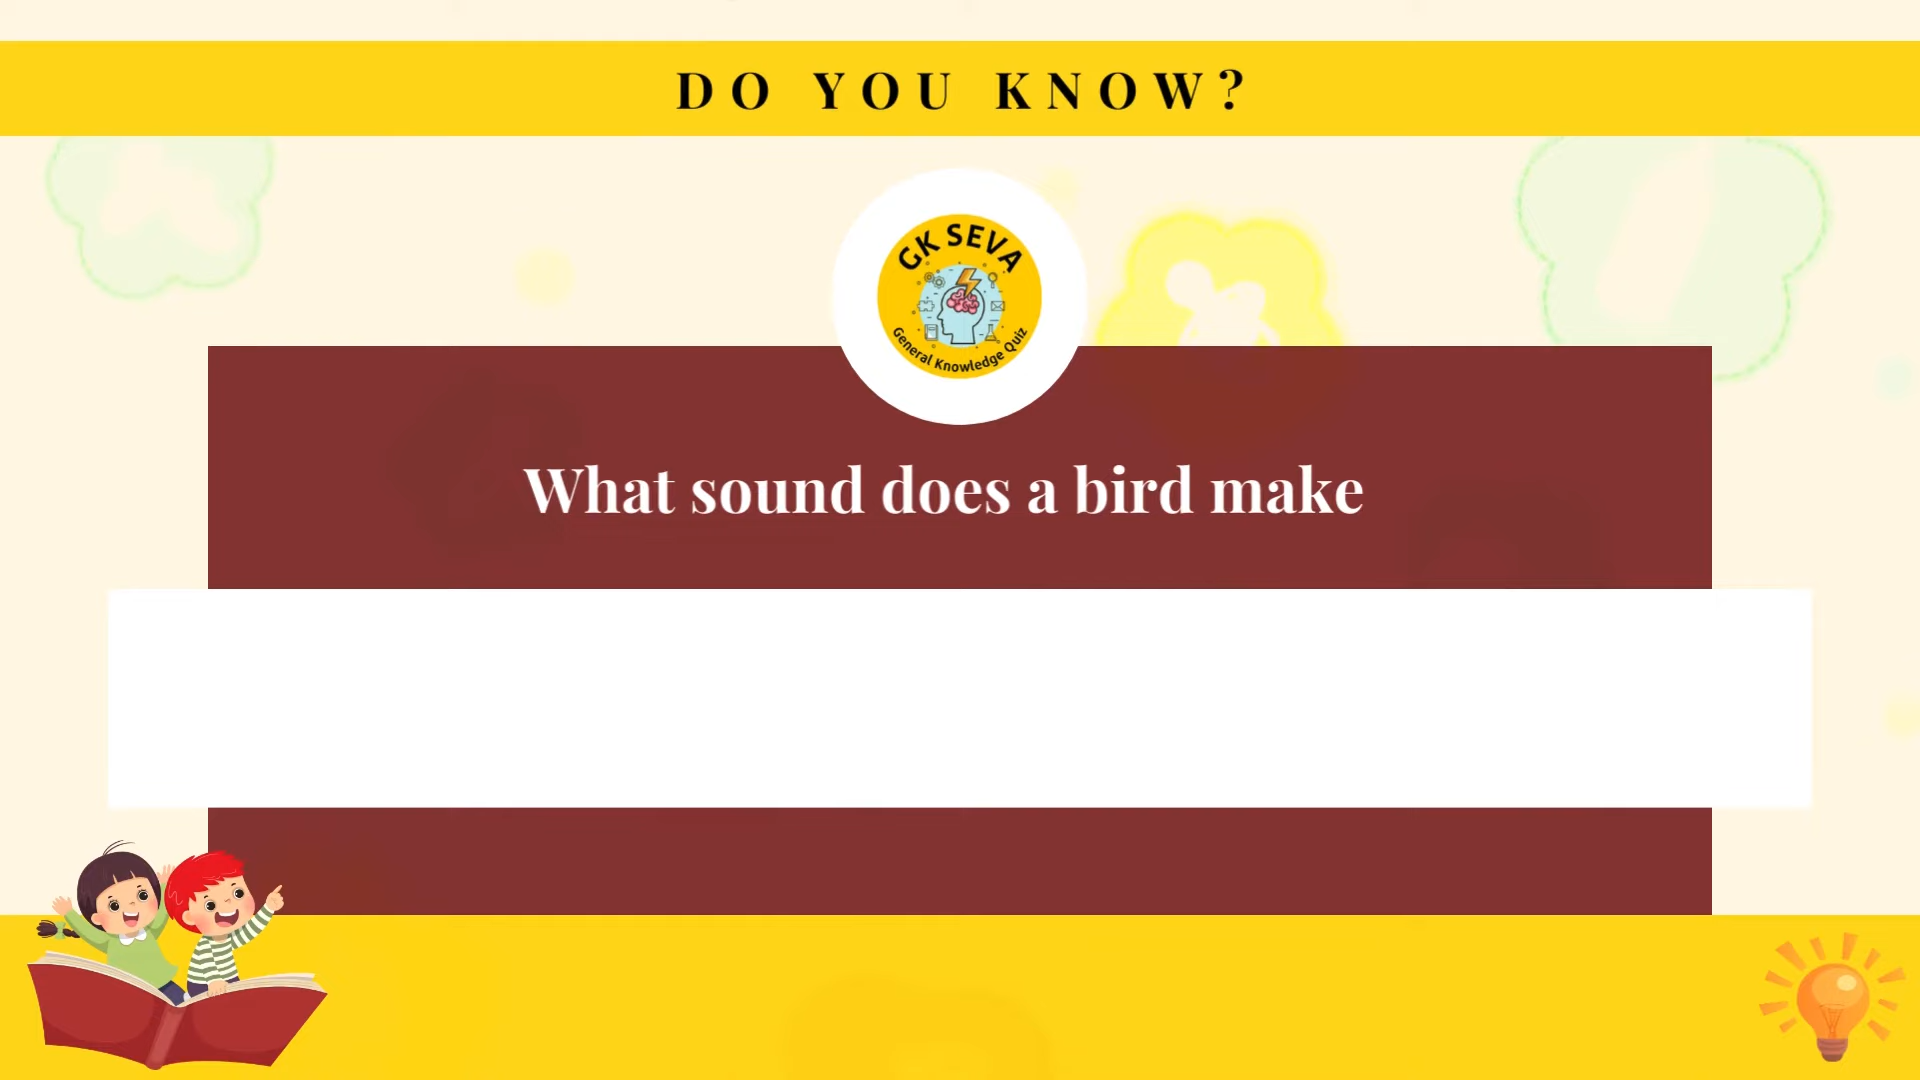 DO YOU KNOW?
GK SEVA
General Knowledge Quiz
What sound does a bird make